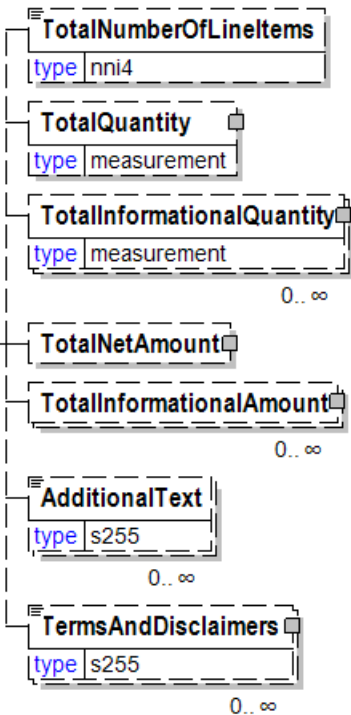 TotalNumberOfLineItems
type nni4
TotalQuantity
type measurement
TotalInformationalQuantity
type measurement
0.. ∞
TotalNetAmount
TotalInformationalAmount
0.. ∞
AdditionalText
type s255
0.. ∞
TermsAndDisclaimers
type s255
0.. ∞